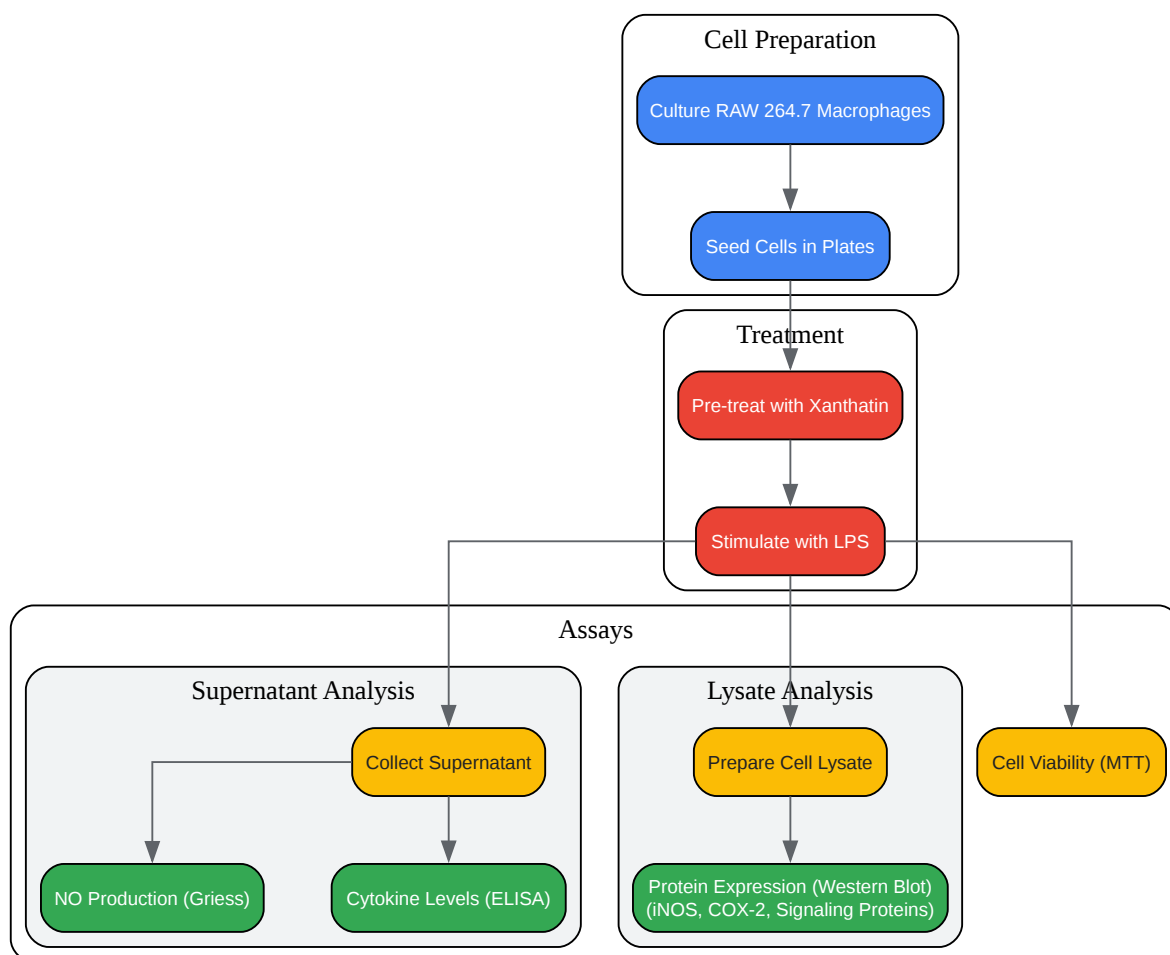 Cell Preparation
Culture RAW 264.7 Macrophages
Seed Cells in Plates
Treatment
Pre-treat with Xanthatin
Stimulate with LPS
Assays
Supernatant Analysis
Lysate Analysis
Collect Supernatant
Prepare Cell Lysate
Cell Viability (MTT)
NO Production (Griess)
Cytokine Levels (ELISA)
Protein Expression (Western Blot)
(iNOS, COX-2, Signaling Proteins)